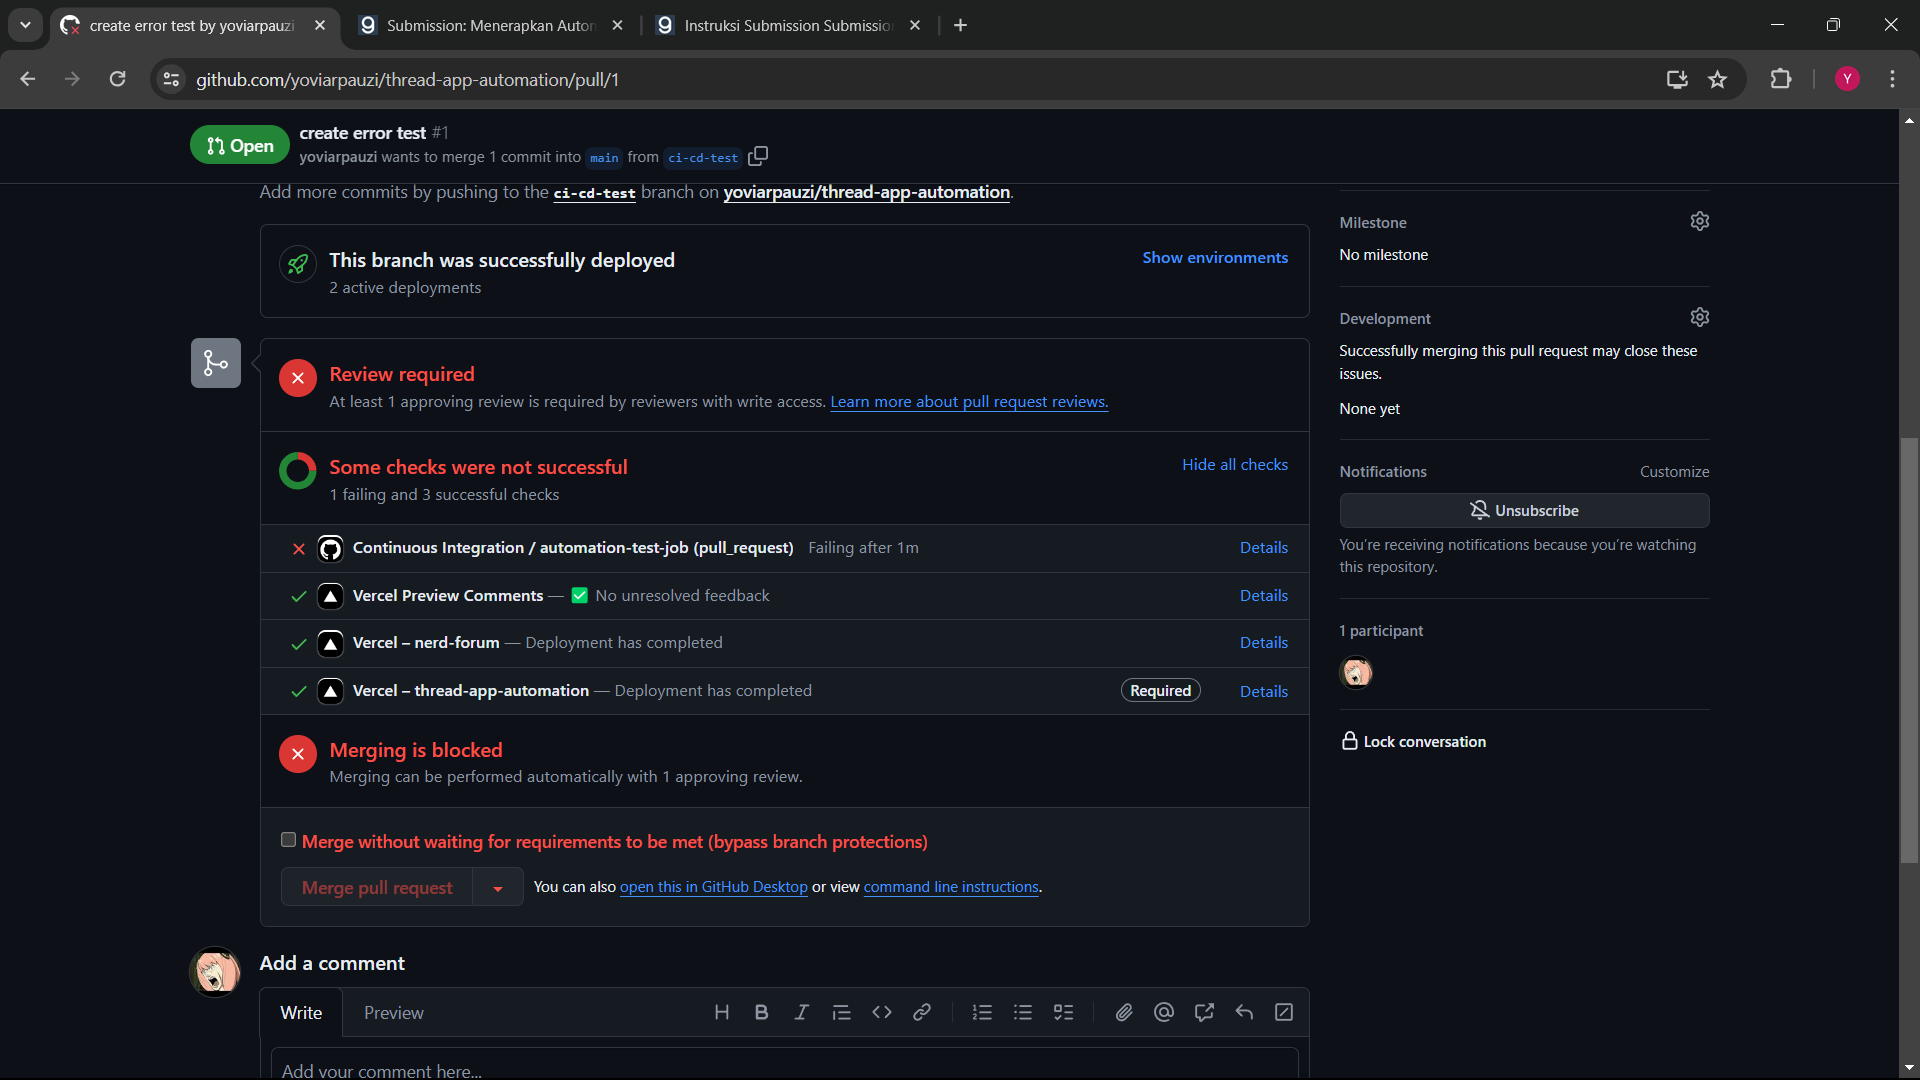 create error test by yoviarpauzi
Submission: Menerapkan Auton
Instruksi Submission Submissio
github.com/yoviarpauzi/thread-app-automation/pull/1
Y
Open
create error test #1
yoviarpauzi wants to merge 1 commit into main from ci-cd-test
Add more commits by pushing to the ci-cd-test branch on yoviarpauzi/thread-app-automation.
This branch was successfully deployed
2 active deployments
Show environments
Review required
At least 1 approving review is required by reviewers with write access. Learn more about pull request reviews.
Some checks were not successful
1 failing and 3 successful checks
Hide all checks
Continuous Integration / automation-test-job (pull_request) Failing after 1m Details
Vercel Preview Comments — ✅ No unresolved feedback Details
Vercel – nerd-forum — Deployment has completed Details
Vercel – thread-app-automation — Deployment has completed Required Details
Merging is blocked
Merging can be performed automatically with 1 approving review.
Merge without waiting for requirements to be met (bypass branch protections)
Merge pull request
You can also open this in GitHub Desktop or view command line instructions.
Add a comment
Write Preview
Add your comment here...
Milestone
No milestone
Development
Successfully merging this pull request may close these
issues.
None yet
Notifications Customize
Unsubscribe
You're receiving notifications because you're watching
this repository.
1 participant
Lock conversation